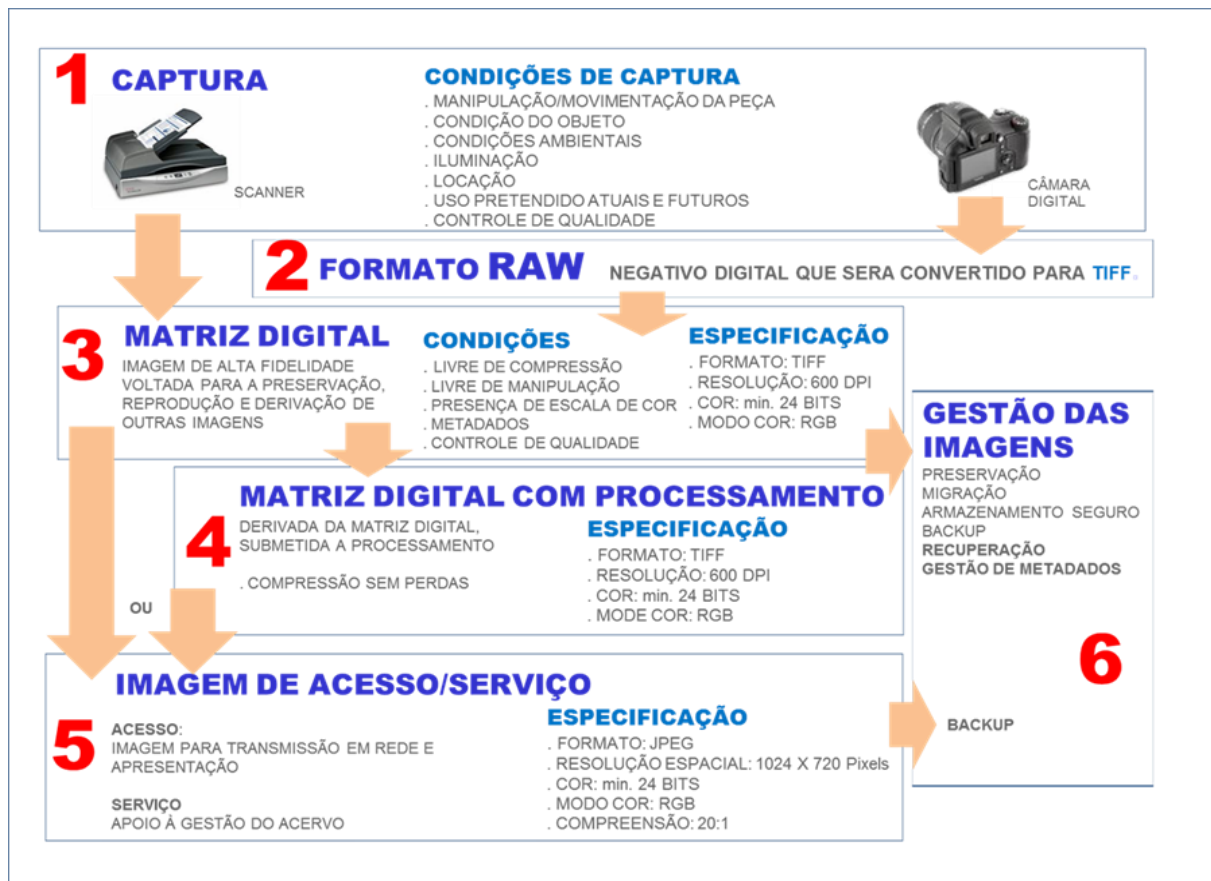 1 CAPTURA
SCANNER
CONDIÇÕES DE CAPTURA
. MANIPULAÇÃO/MOVIMENTAÇÃO DA PEÇA
. CONDIÇÃO DO OBJETO
. CONDIÇÕES AMBIENTAIS
. ILUMINAÇÃO
. LOCAÇÃO
. USO PRETENDIDO ATUAIS E FUTUROS
. CONTROLE DE QUALIDADE
CÂMARA
DIGITAL
2 FORMATO RAW NEGATIVO DIGITAL QUE SERA CONVERTIDO PARA TIFF.
3 MATRIZ DIGITAL
IMAGEM DE ALTA FIDELIDADE
VOLTADA PARA A PRESERVAÇÃO,
REPRODUÇÃO E DERIVAÇÃO DE
OUTRAS IMAGENS
CONDIÇÕES
. LIVRE DE COMPRESSÃO
. LIVRE DE MANIPULAÇÃO
. PRESENÇA DE ESCALA DE COR
. METADADOS
. CONTROLE DE QUALIDADE
ESPECIFICAÇÃO
. FORMATO: TIFF
. RESOLUÇÃO: 600 DPI
. COR: min. 24 BITS
. MODO COR: RGB
4 MATRIZ DIGITAL COM PROCESSAMENTO
DERIVADA DA MATRIZ DIGITAL,
SUBMETIDA A PROCESSAMENTO
. COMPRESSÃO SEM PERDAS
ESPECIFICAÇÃO
. FORMATO: TIFF
. RESOLUÇÃO: 600 DPI
. COR: min. 24 BITS
. MODE COR: RGB
OU
5 IMAGEM DE ACESSO/SERVIÇO
ACESSO:
IMAGEM PARA TRANSMISSÃO EM REDE E
APRESENTAÇÃO
SERVIÇO
APOIO À GESTÃO DO ACERVO
ESPECIFICAÇÃO
. FORMATO: JPEG
. RESOLUÇÃO ESPACIAL: 1024 X 720 Pixels
. COR: min. 24 BITS
. MODO COR: RGB
. COMPREENSÃO: 20:1
GESTÃO DAS
IMAGENS
PRESERVAÇÃO
MIGRAÇÃO
ARMAZENAMENTO SEGURO
BACKUP
RECUPERAÇÃO
GESTÃO DE METADADOS
6
BACKUP